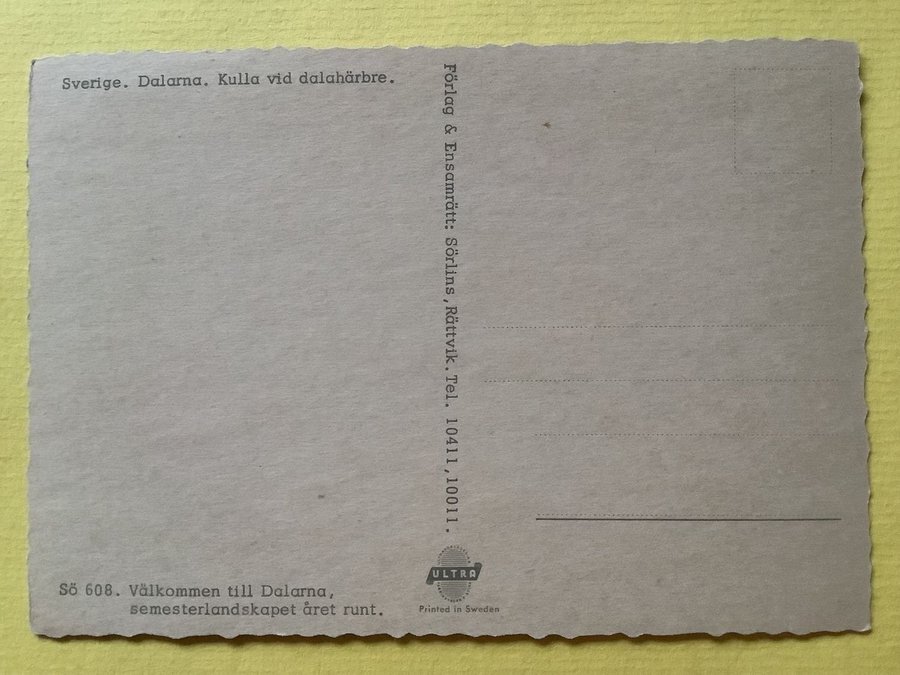 Sverige. Dalarna. Kulla vid dalahärbre.
Förlag & Ensamrätt: Sörlins, Rättvik. Tel. 10411, 10011.
Sö 608. Välkommen till Dalarna,
semesterlandskapet året runt.
ULTRA
Printed in Sweden